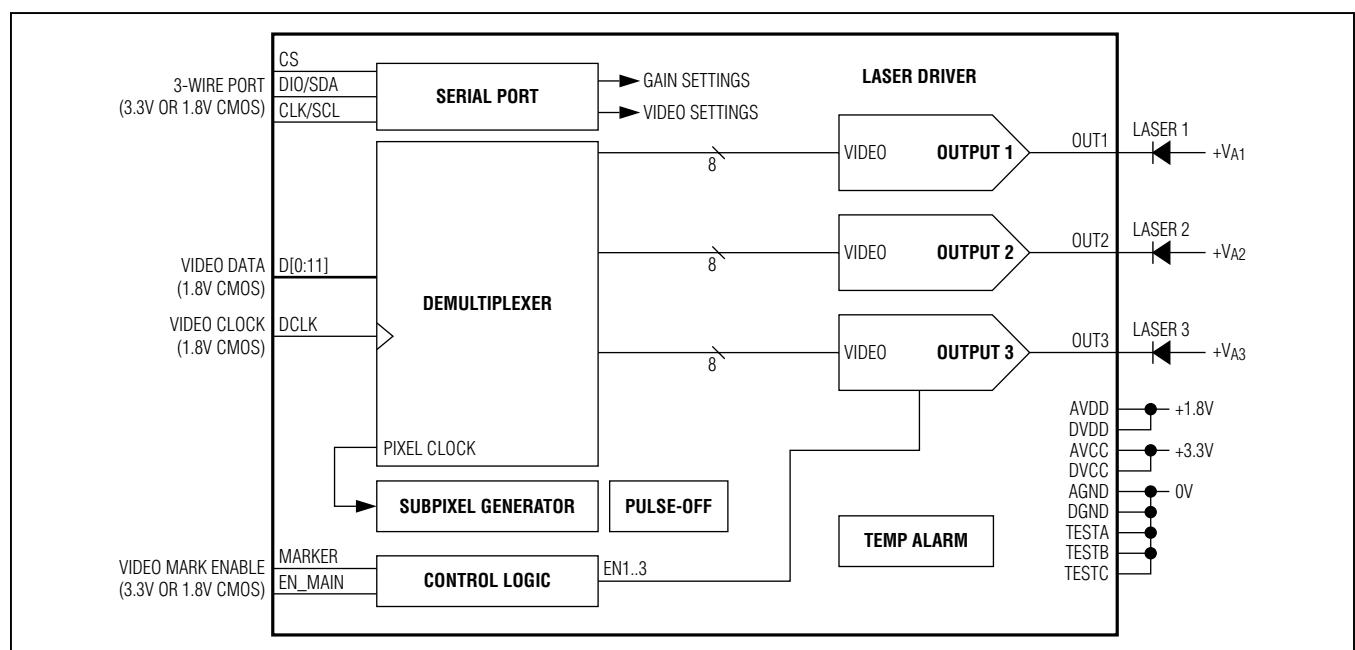 CS
3-WIRE PORT
(3.3V OR 1.8V CMOS)
DIO/SDA
CLK/SCL
SERIAL PORT
GAIN SETTINGS
VIDEO SETTINGS
LASER DRIVER
VIDEO
OUTPUT 1
OUT1
LASER 1
+VA1
8
VIDEO
OUTPUT 2
OUT2
LASER 2
+VA2
8
VIDEO DATA
(1.8V CMOS)
D[0:11]
DEMULTIPLEXER
VIDEO CLOCK
(1.8V CMOS)
DCLK
VIDEO
OUTPUT 3
OUT3
LASER 3
+VA3
8
PIXEL CLOCK
SUBPIXEL GENERATOR
PULSE-OFF
VIDEO MARK ENABLE
(3.3V OR 1.8V CMOS)
MARKER
EN_MAIN
CONTROL LOGIC
EN1..3
TEMP ALARM
AVDD
DVDD
+1.8V
AVCC
DVCC
+3.3V
AGND
0V
DGND
TESTA
TESTB
TESTC